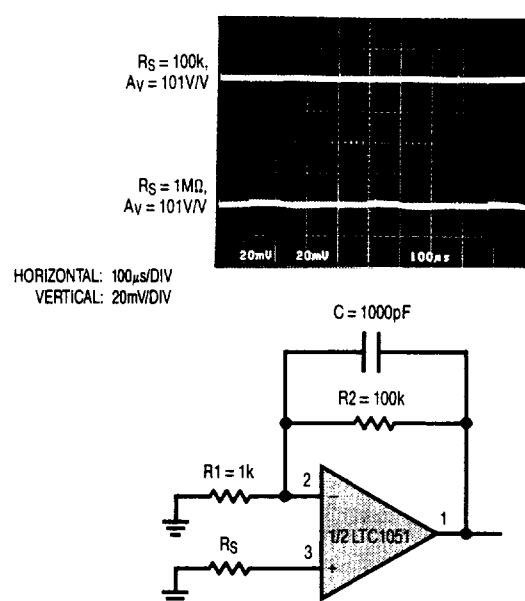 RS = 100k,
AV = 101V/V
RS = 1MΩ,
AV = 101V/V
20mV 20mV 100µs
HORIZONTAL: 100µs/DIV
VERTICAL: 20mV/DIV
C = 1000pF
R2 = 100k
R1 = 1k
2
−
1
1/2 LTC1051
RS
3
+